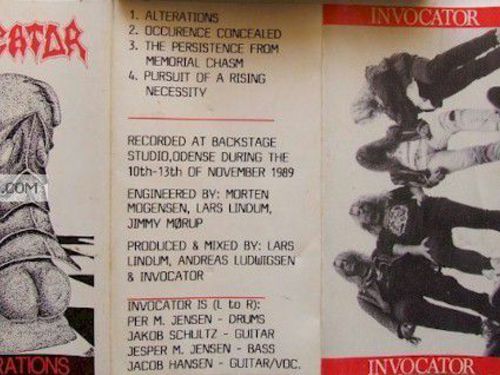 EATOR
.COM
ERATIONS
1. ALTERATIONS
2. OCCURENCE CONCEALED
3. THE PERSISTENCE FROM
MEMORIAL CHASM
4. PURSUIT OF A RISING
NECESSITY
RECORDED AT BACKSTAGE
STUDIO,ODENSE DURING THE
10th-13th OF NOVEMBER 1989
ENGINEERED BY: MORTEN
MOGENSEN, LARS LINDUM,
JIMMY MØRUP
PRODUCED & MIXED BY: LARS
LINDUM, ANDREAS LUDWIGSEN
& INVOCATOR
INVOCATOR IS (L to R):
PER M. JENSEN - DRUMS
JAKOB SCHULTZ - GUITAR
JESPER M. JENSEN - BASS
JACOB HANSEN - GUITAR/VOC.
INVOCATOR
INVOCATOR